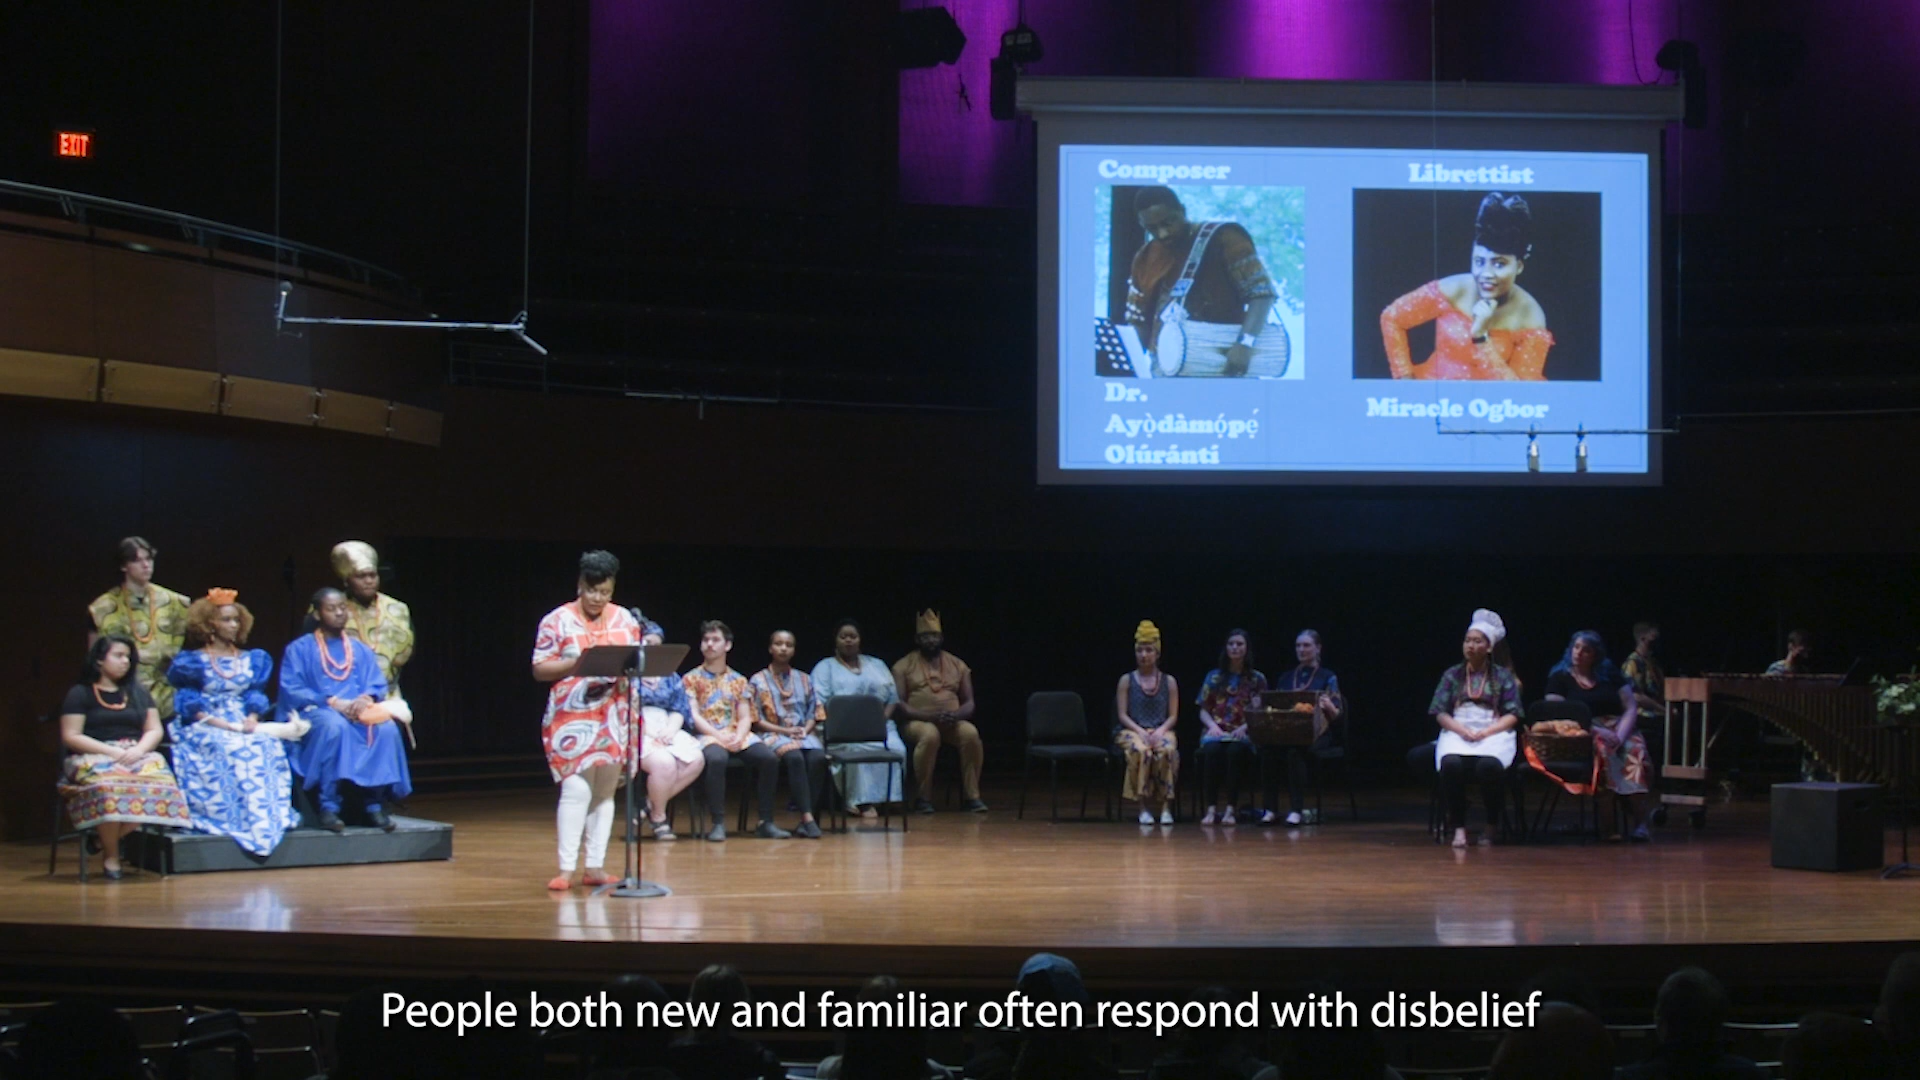 EXIT
Composer
Librettist
Dr.
Ayọ̀dàmọ́pẹ́
Olúránti
Miracle Ogbor
People both new and familiar often respond with disbelief